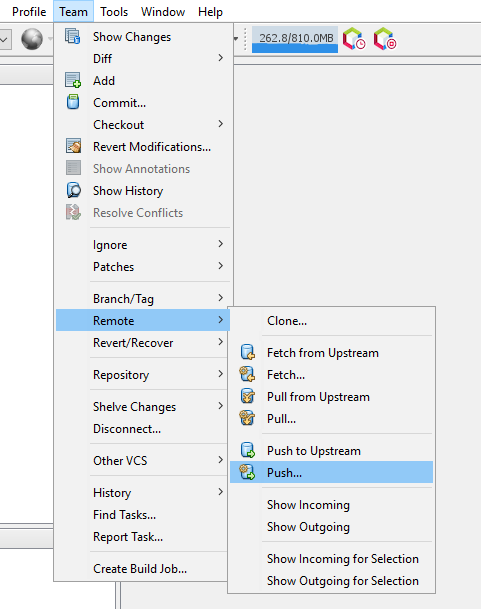 Profile Team Tools Window Help
262.8/810.0MB
Show Changes
Diff
Add
Commit...
Checkout
Revert Modifications...
Show Annotations
Show History
Resolve Conflicts
Ignore
Patches
Branch/Tag
Remote
Revert/Recover
Repository
Shelve Changes
Disconnect...
Other VCS
History
Find Tasks...
Report Task...
Create Build Job...
Clone...
Fetch from Upstream
Fetch...
Pull from Upstream
Pull...
Push to Upstream
Push...
Show Incoming
Show Outgoing
Show Incoming for Selection
Show Outgoing for Selection